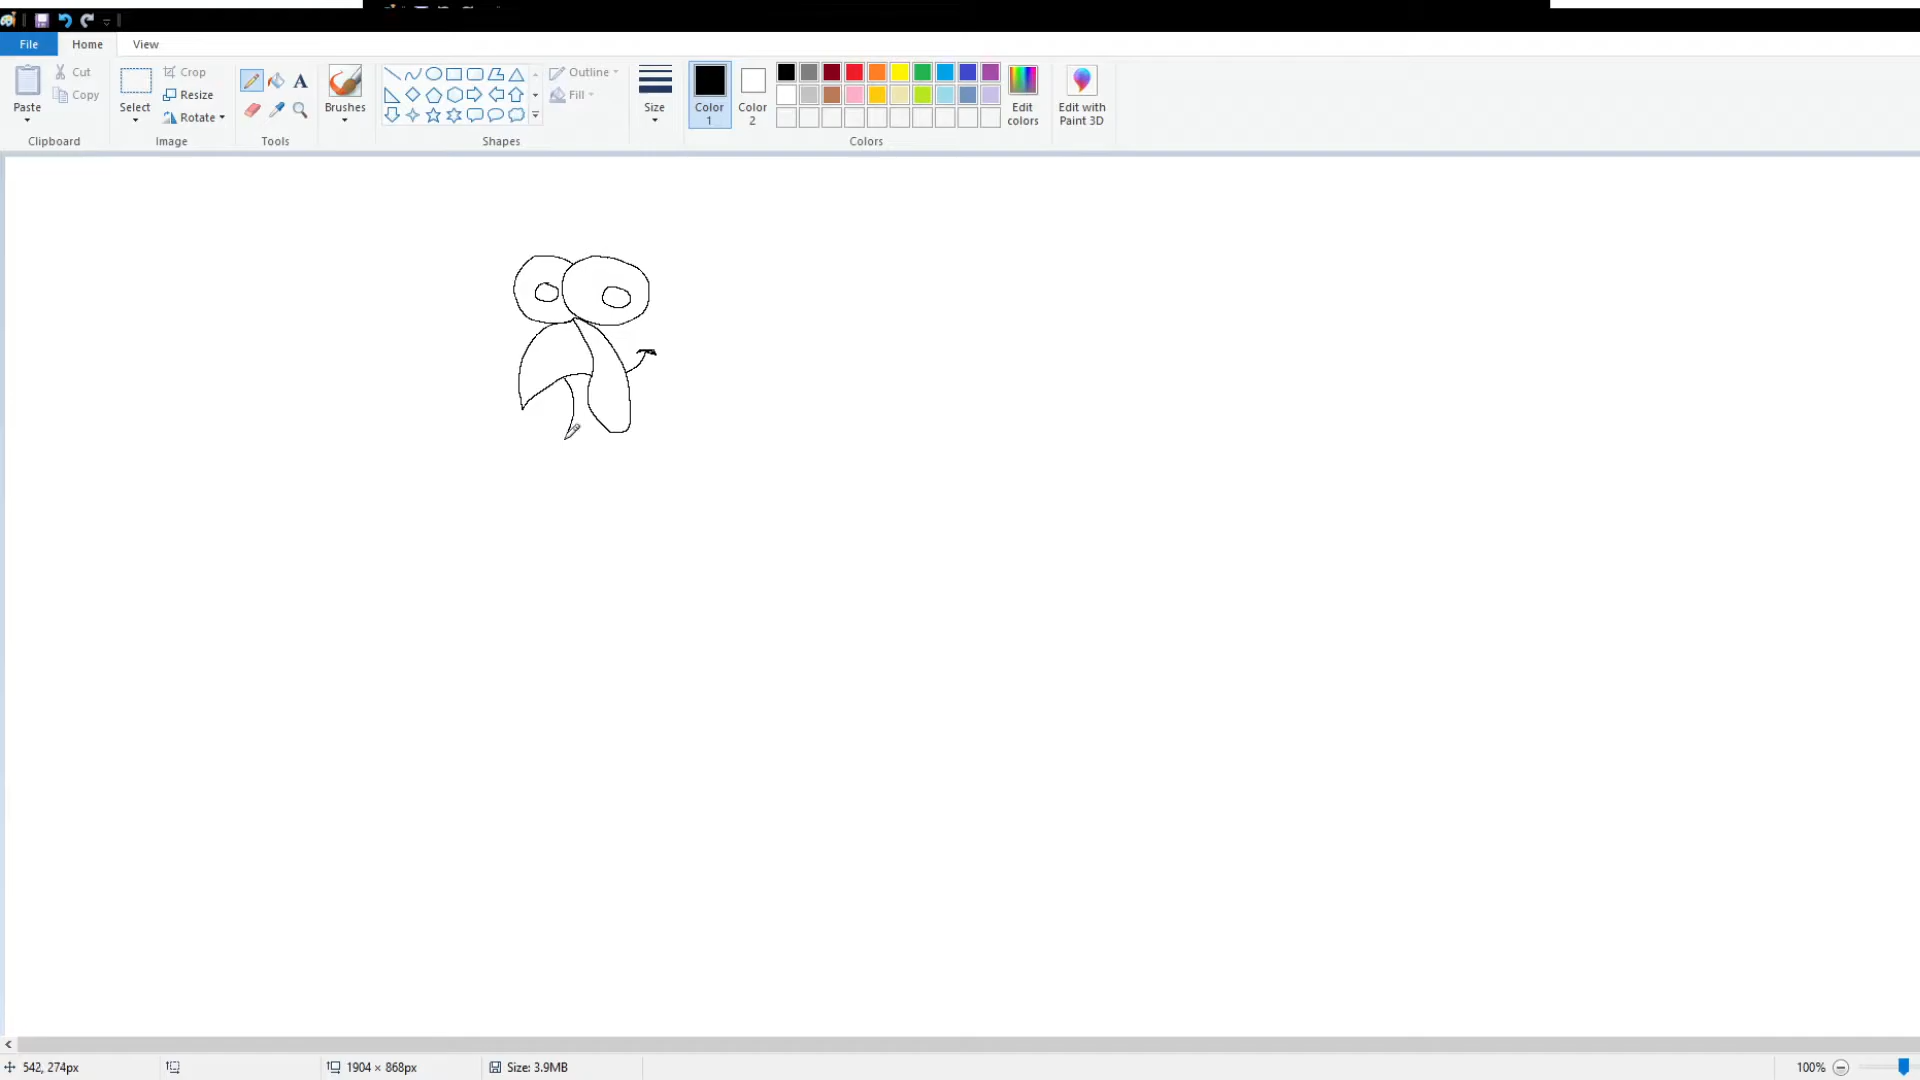 File Home View
Paste Cut Copy Select Crop Resize Rotate A Brushes Outline Fill Size Color 1 Color 2 Edit colors Edit with Paint 3D
Clipboard Image Tools Shapes Colors
542, 274px 1904 × 868px Size: 3.9MB 100%